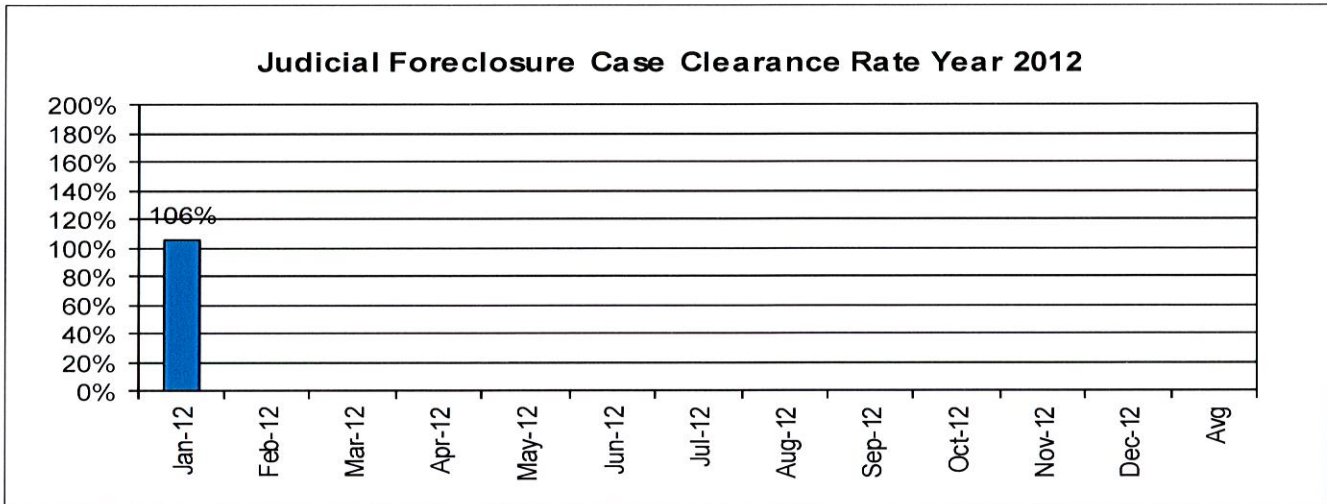 Judicial Foreclosure Case Clearance Rate Year 2012
200%
180%
160%
140%
120%
100%
80%
60%
40%
20%
0%
106%
Jan-12
Feb-12
Mar-12
Apr-12
May-12
Jun-12
Jul-12
Aug-12
Sep-12
Oct-12
Nov-12
Dec-12
Avg